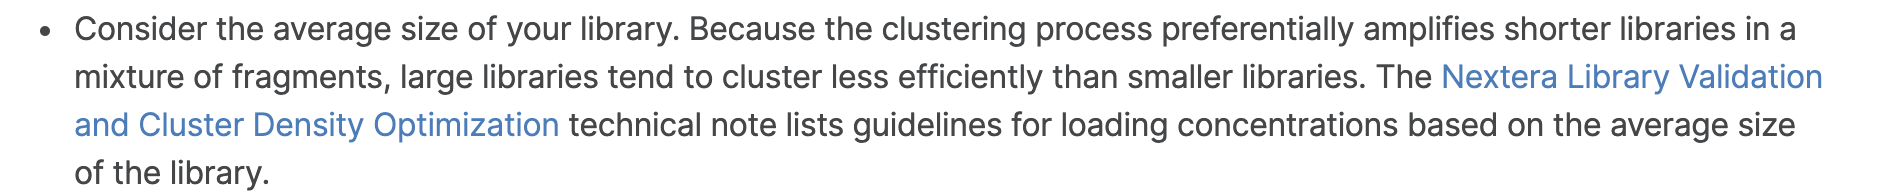 • Consider the average size of your library. Because the clustering process preferentially amplifies shorter libraries in a
mixture of fragments, large libraries tend to cluster less efficiently than smaller libraries. The Nextera Library Validation
and Cluster Density Optimization technical note lists guidelines for loading concentrations based on the average size
of the library.